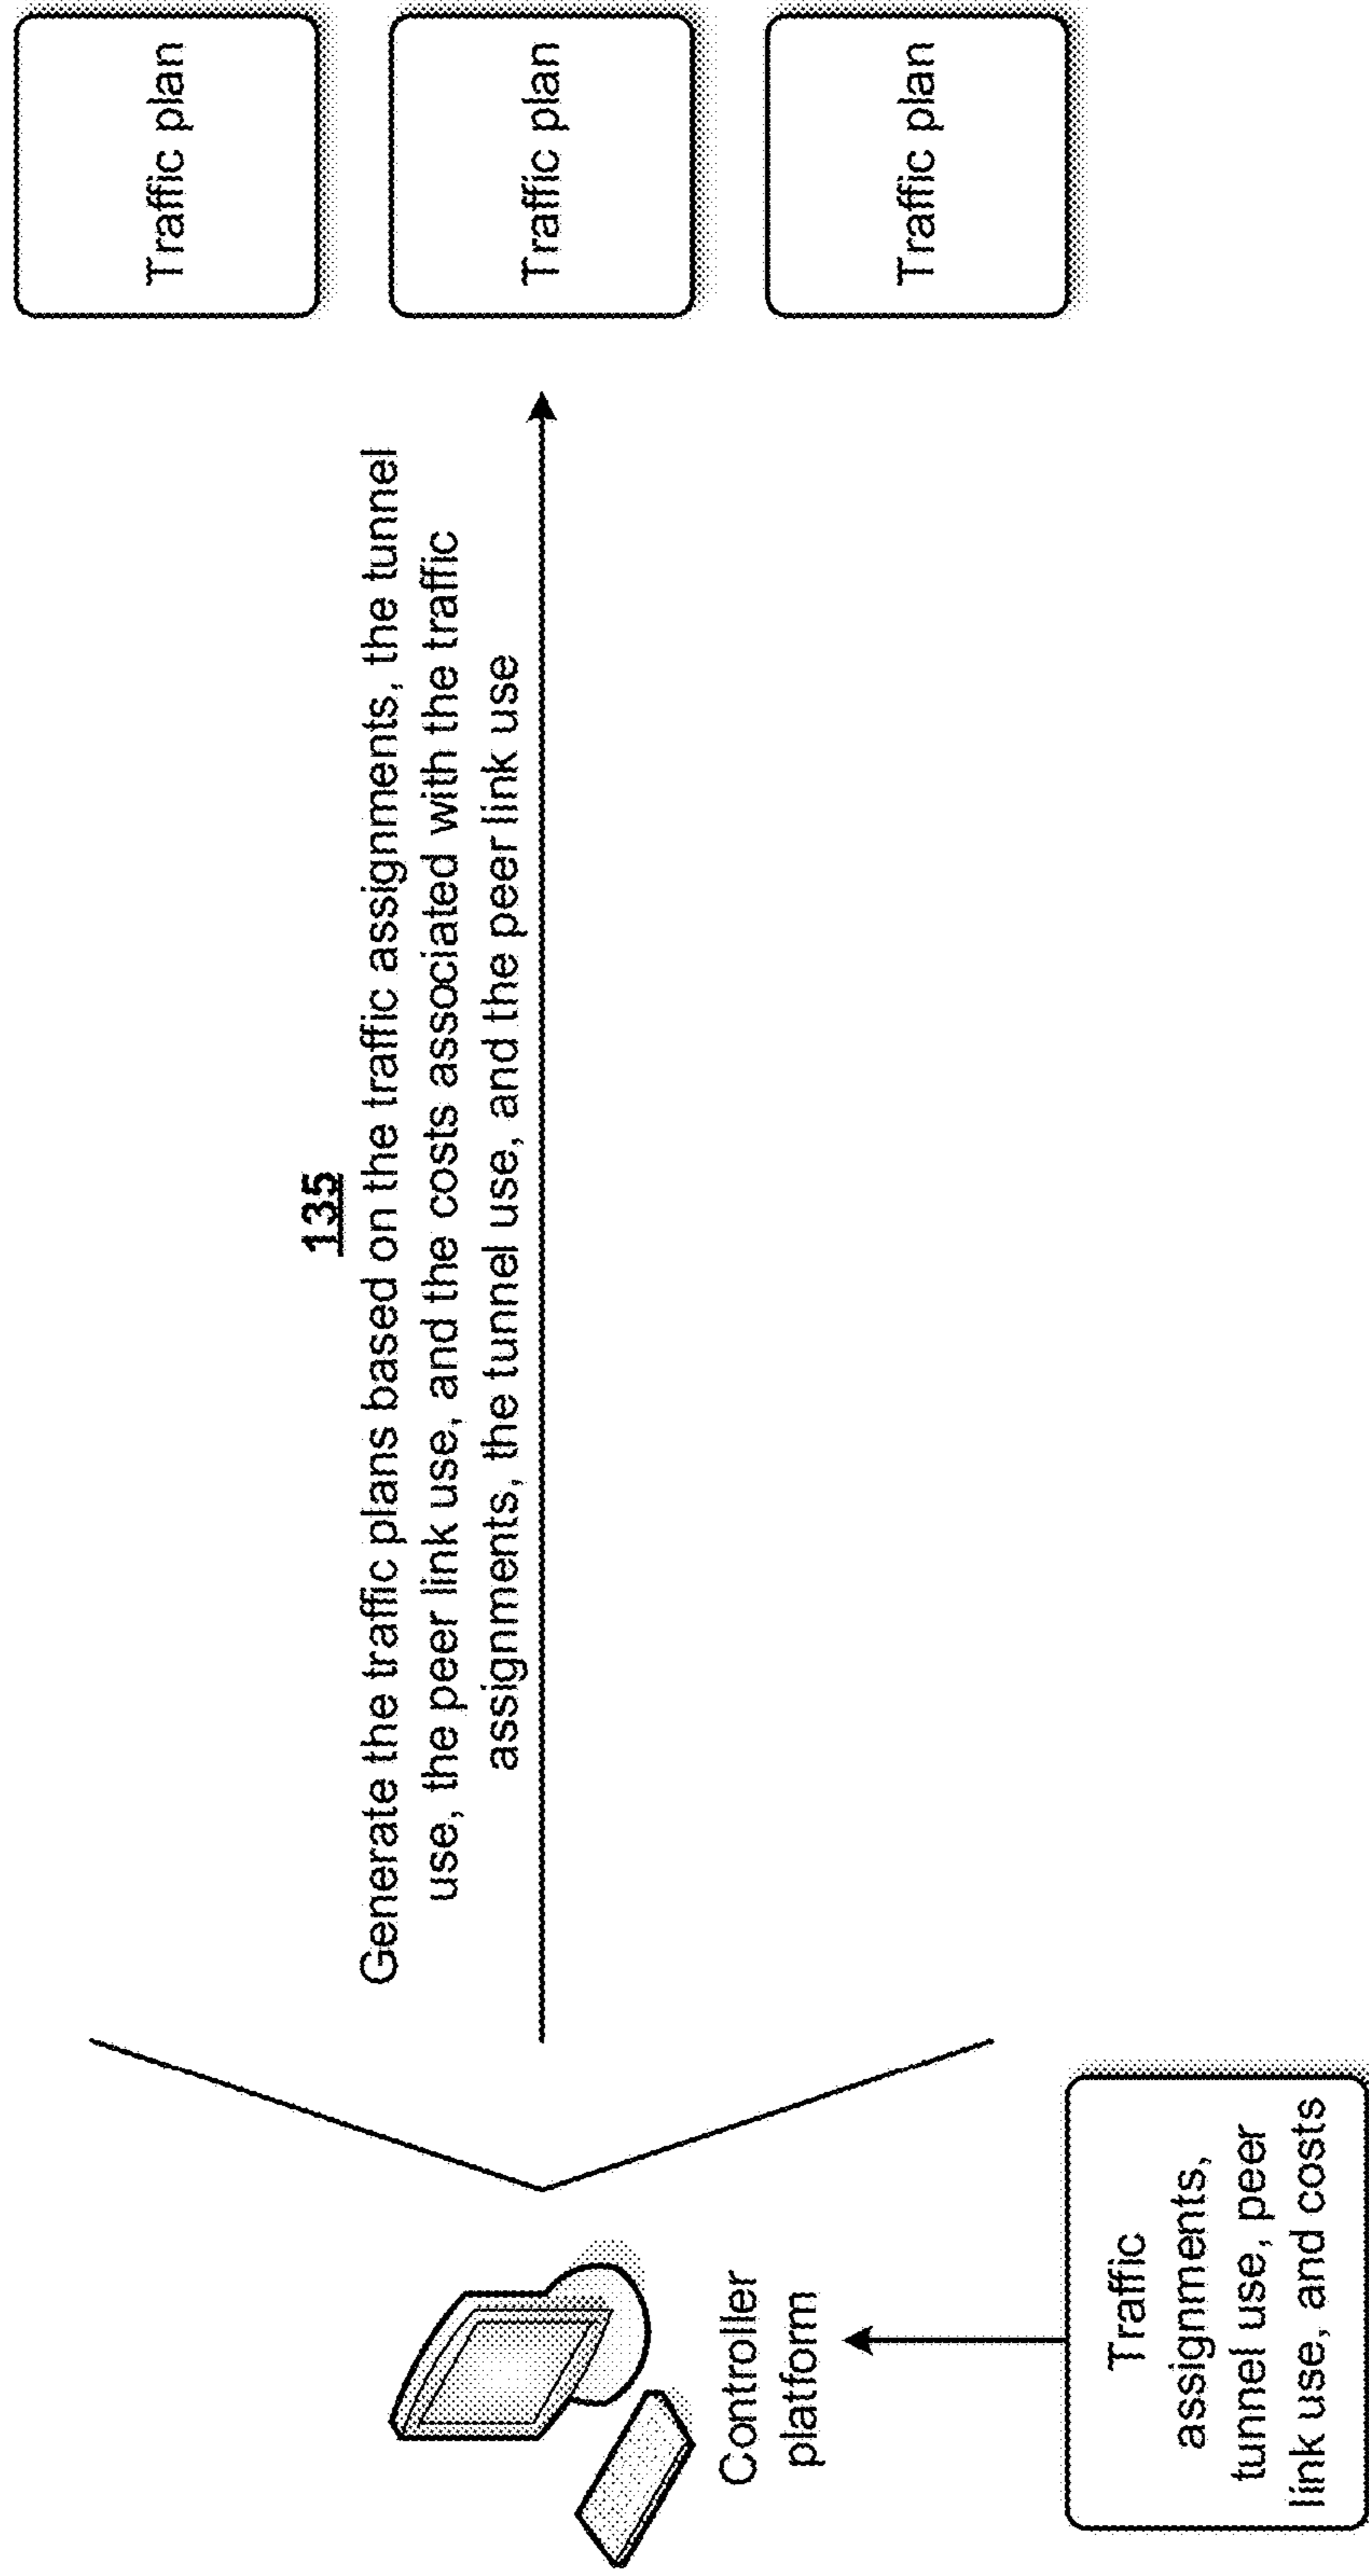 135
Generate the traffic plans based on the traffic assignments, the tunnel
use, the peer link use, and the costs associated with the traffic
assignments, the tunnel use, and the peer link use
Controller
platform
Traffic
assignments,
tunnel use, peer
link use, and costs
Traffic plan
Traffic plan
Traffic plan